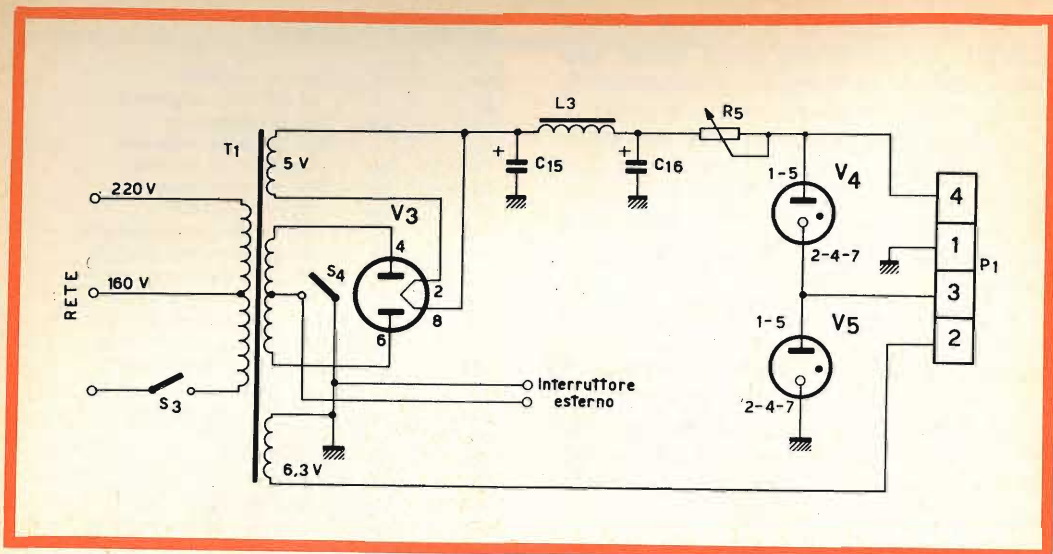 L3
R5
T1
5 V
+
C15
+
C16
1-5
V4
4
220 V
V3
4
1
P1
S4
2-4-7
RETE
160 V
2
3
8
1-5
V5
6
2
S3
Interruttore
esterno
2-4-7
6,3 V